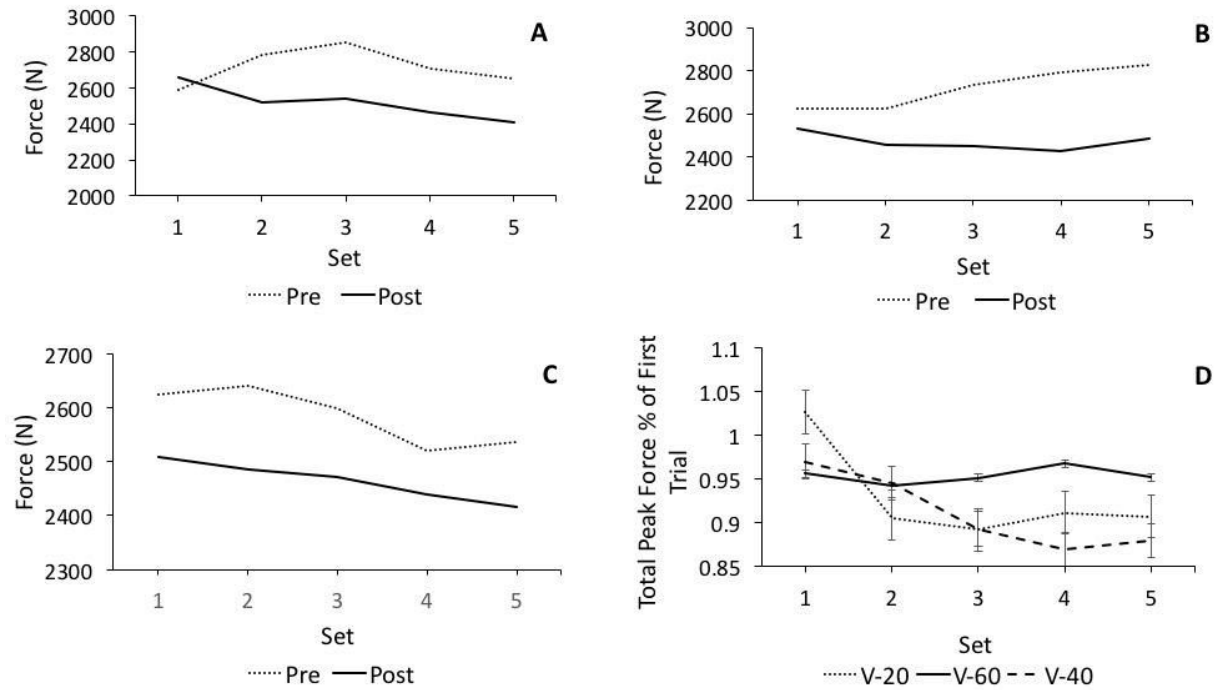 A
Force (N)
3000
2800
2600
2400
2200
2000
1 2 3 4 5
Set
Pre Post
B
Force (N)
3000
2800
2600
2400
2200
1 2 3 4 5
Set
Pre Post
C
Force (N)
2700
2600
2500
2400
2300
1 2 3 4 5
Set
Pre Post
D
Total Peak Force % of First
Trial
1.1
1.05
1
0.95
0.9
0.85
1 2 3 4 5
Set
V-20 V-60 V-40